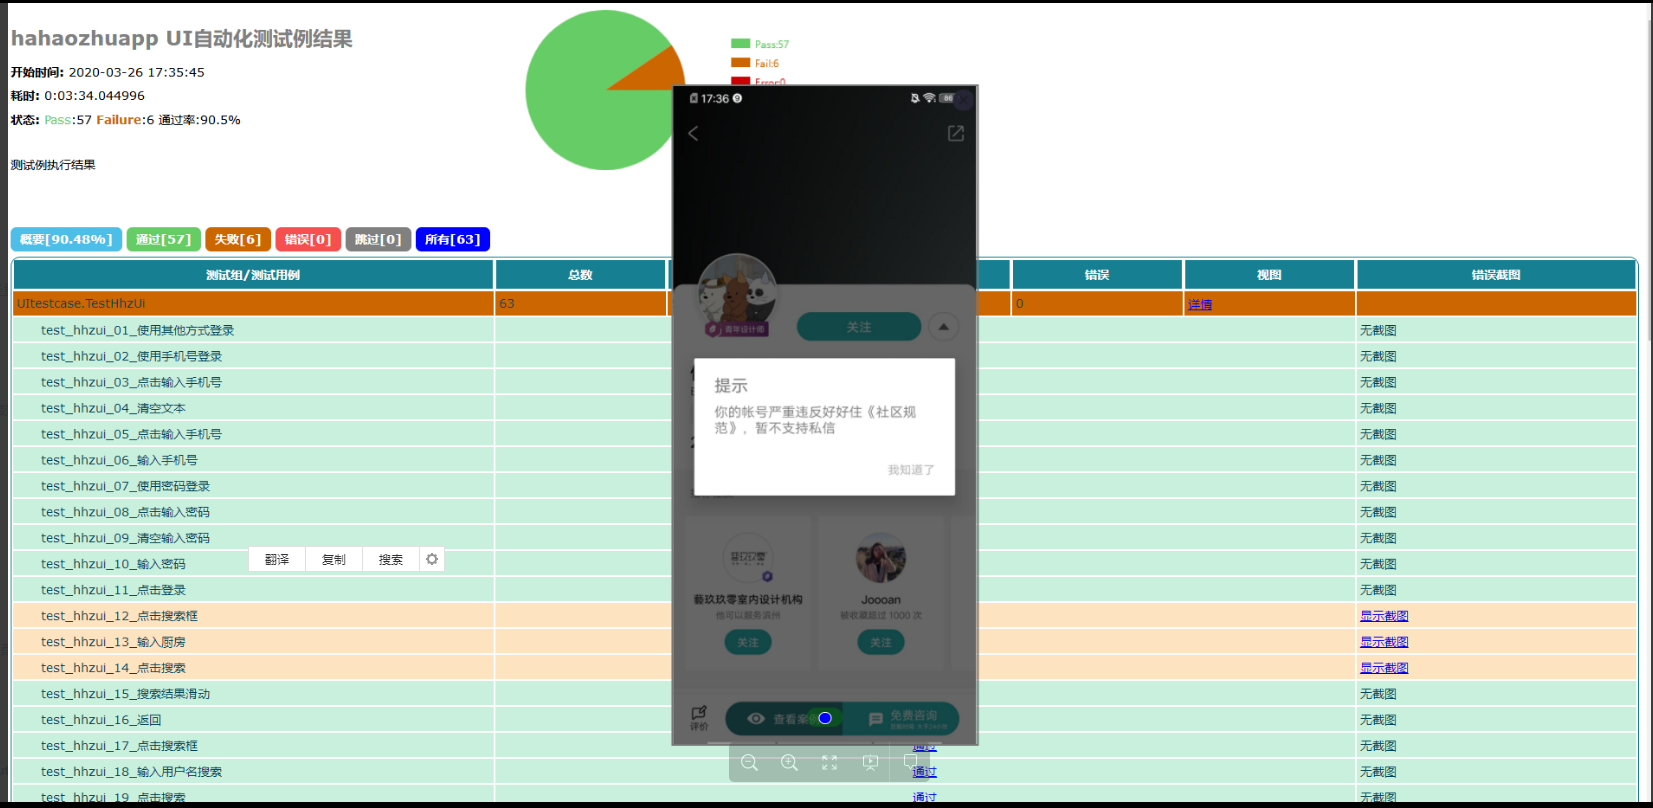 hahaozhuapp UI自动化测试例结果
开始时间: 2020-03-26 17:35:45
耗时: 0:03:34.044996
状态: Pass:57 Failure:6 通过率:90.5%
测试例执行结果
Pass:57
Fail:6
Error:0
概要[90.48%] 通过[57] 失败[6] 错误[0] 跳过[0] 所有[63]
测试组/测试用例 总数 错误 视图 错误截图
UItestcase.TestHhzUi 63 0 详情
test_hhzui_01_使用其他方式登录 无截图
test_hhzui_02_使用手机号登录 无截图
test_hhzui_03_点击输入手机号 无截图
test_hhzui_04_清空文本 无截图
test_hhzui_05_点击输入手机号 无截图
test_hhzui_06_输入手机号 无截图
test_hhzui_07_使用密码登录 无截图
test_hhzui_08_点击输入密码 无截图
test_hhzui_09_清空输入密码 无截图
test_hhzui_10_输入密码 无截图
翻译 复制 搜索
test_hhzui_11_点击登录 无截图
test_hhzui_12_点击搜索框 显示截图
test_hhzui_13_输入厨房 显示截图
test_hhzui_14_点击搜索 显示截图
test_hhzui_15_搜索结果滑动 无截图
test_hhzui_16_返回 无截图
test_hhzui_17_点击搜索框 通过 无截图
test_hhzui_18_输入用户名搜索 通过 无截图
test_hhzui_19_点击搜索 通过 无截图
17:36
86
青年设计师
关注
提示
你的帐号严重违反好好住《社区规
范》，暂不支持私信
我知道了
藝玖玖零室内设计机构
他可以服务滨州
关注
Joooan
被收藏超过 1000 次
关注
评价
查看案
免费咨询